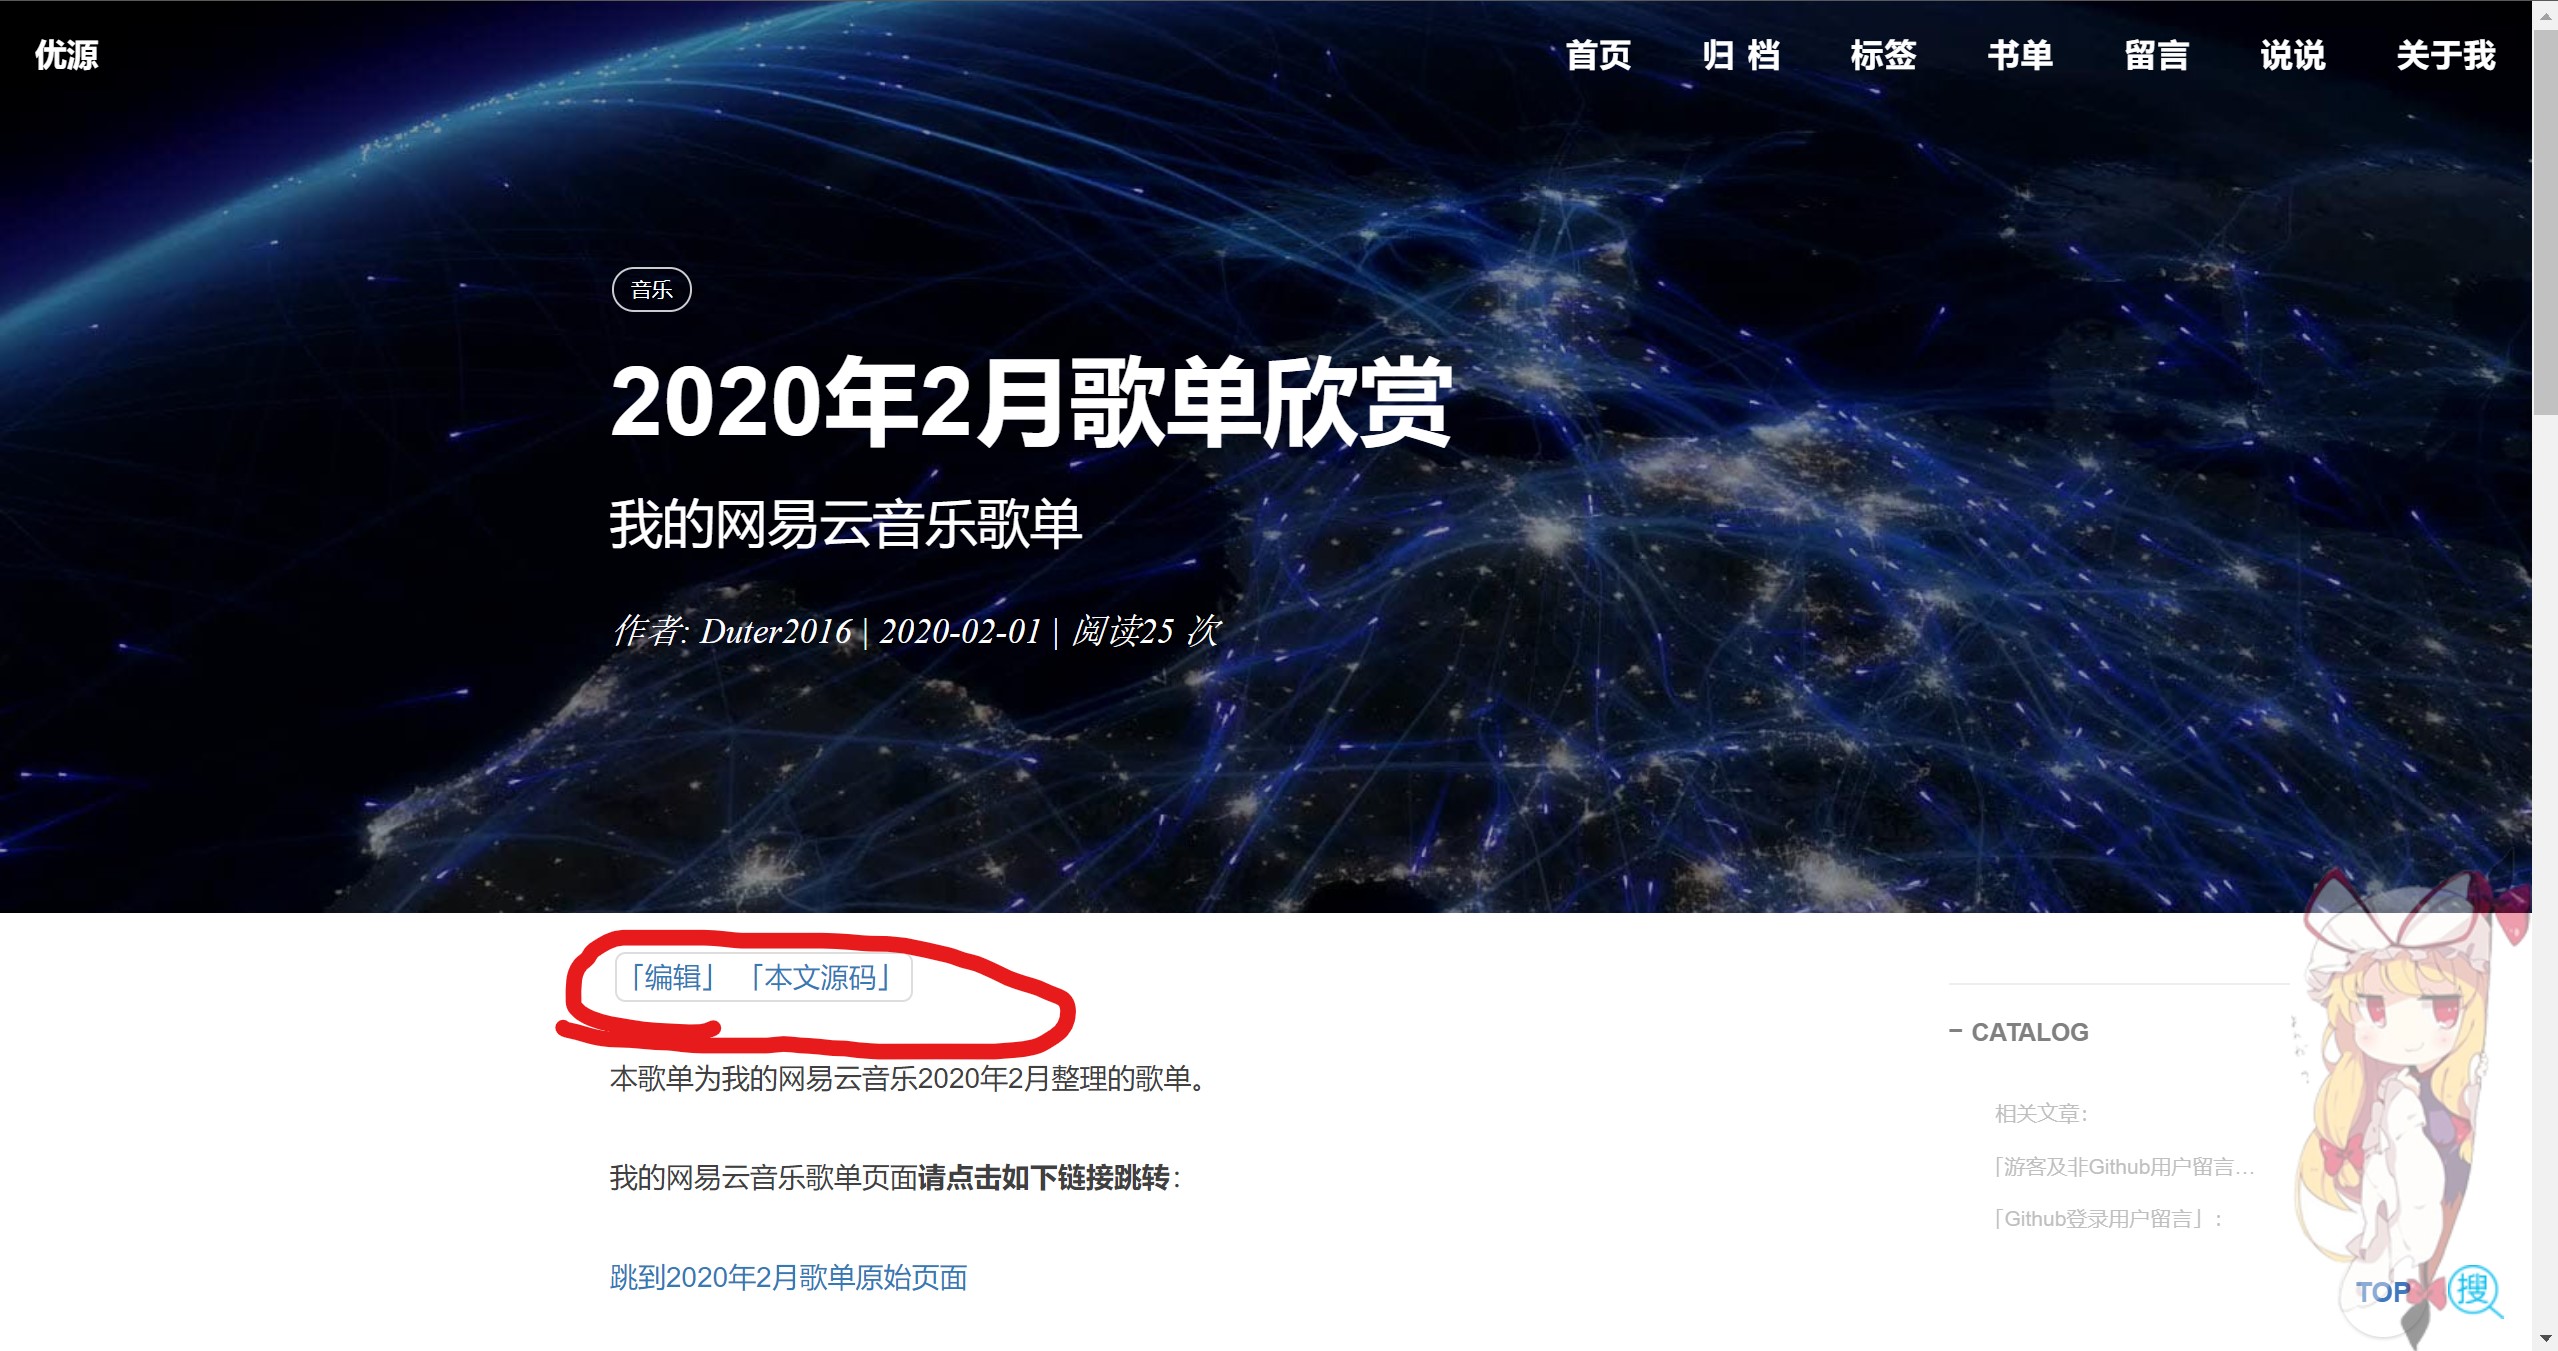 优源 首页 归 档 标签 书单 留言 说说 关于我
音乐
2020年2月歌单欣赏
我的网易云音乐歌单
作者: Duter2016 | 2020-02-01 | 阅读25 次
「编辑」 「本文源码」
本歌单为我的网易云音乐2020年2月整理的歌单。
我的网易云音乐歌单页面请点击如下链接跳转：
跳到2020年2月歌单原始页面
− CATALOG
相关文章：
「游客及非Github用户留言...
「Github登录用户留言」：
TOP 搜